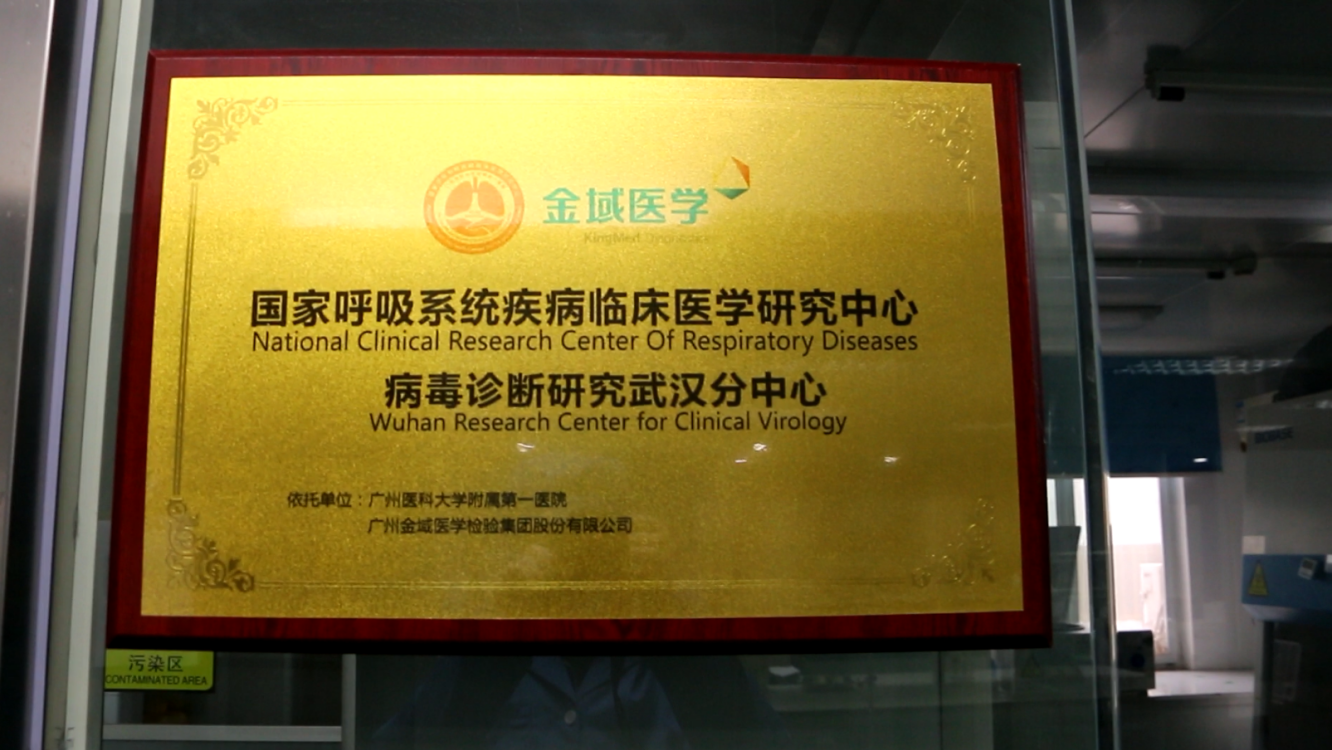 金域医学
KingMed Diagnostics
国家呼吸系统疾病临床医学研究中心
National Clinical Research Center Of Respiratory Diseases
病毒诊断研究武汉分中心
Wuhan Research Center for Clinical Virology
依托单位：广州医科大学附属第一医院
广州金域医学检验集团股份有限公司
污染区
CONTAMINATED AREA
BIOBASE